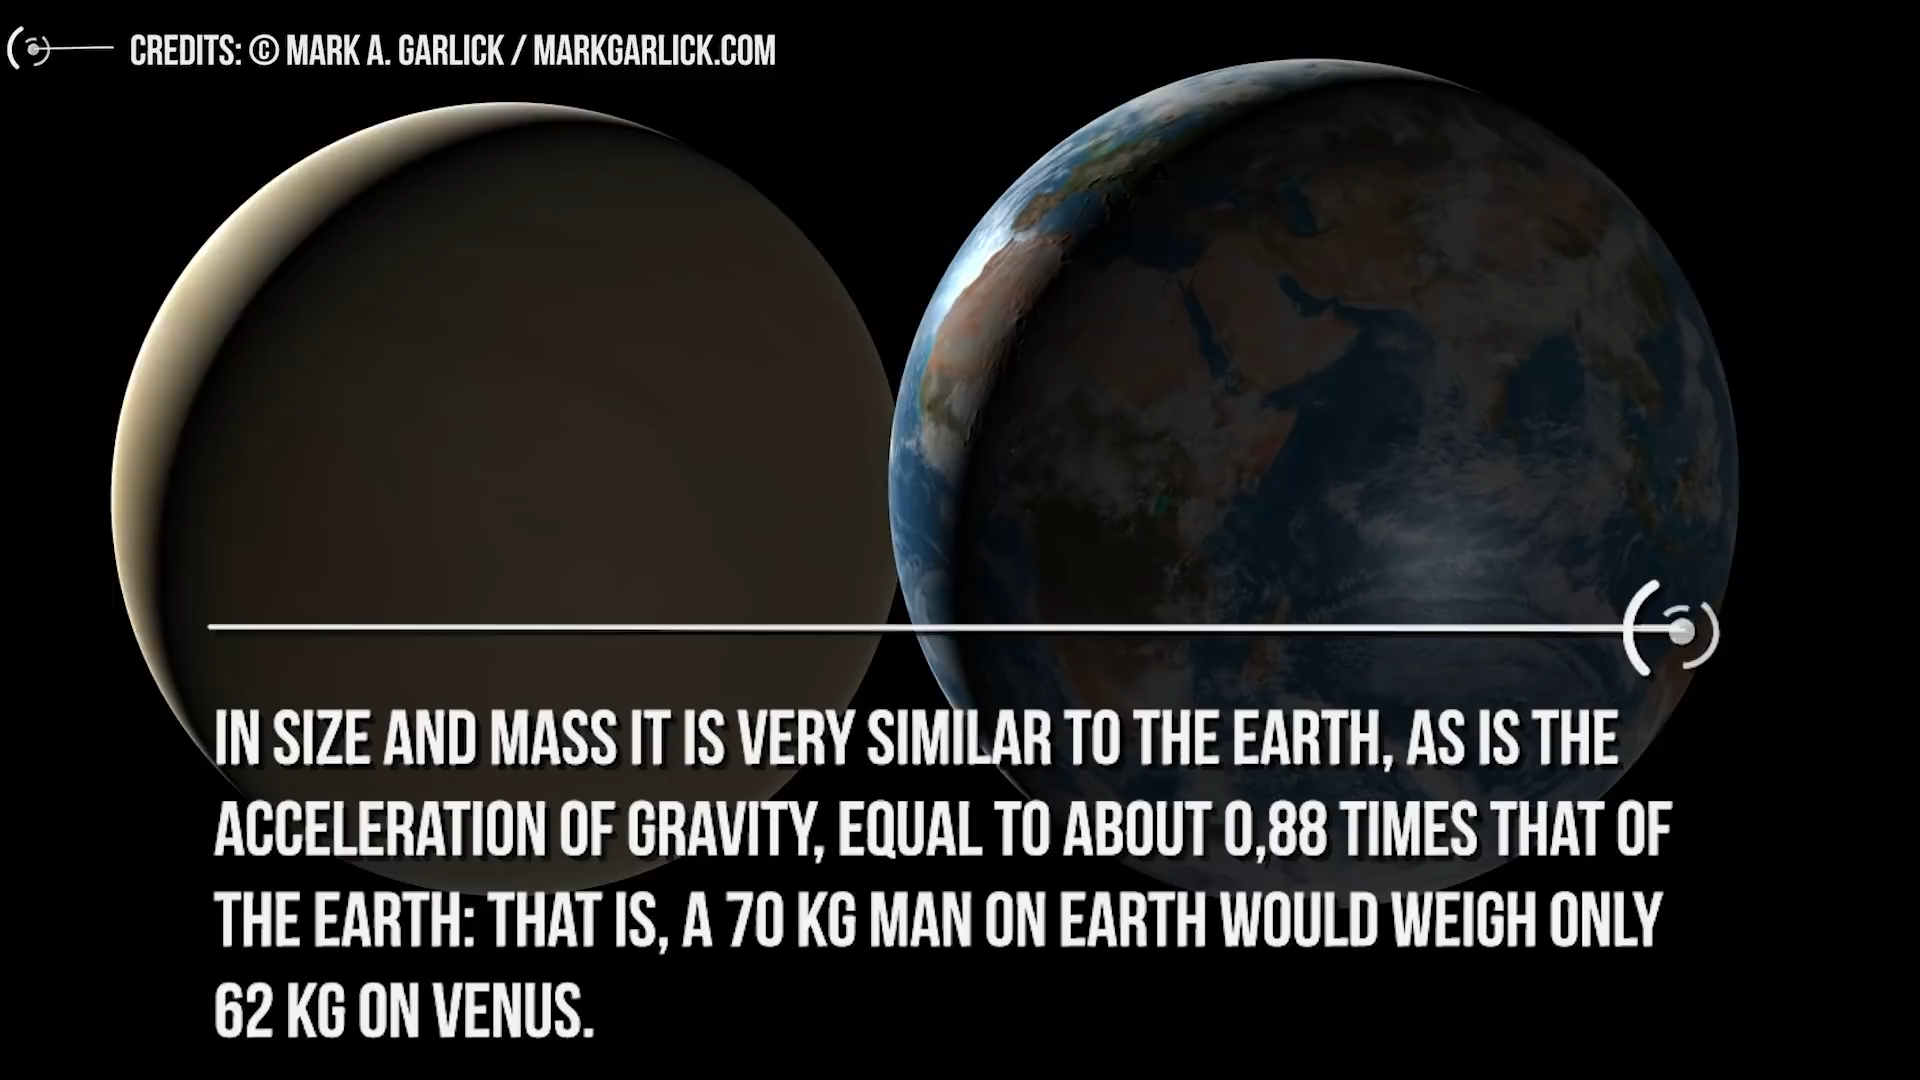 CREDITS: © MARK A. GARLICK / MARKGARLICK.COM
IN SIZE AND MASS IT IS VERY SIMILAR TO THE EARTH, AS IS THE
ACCELERATION OF GRAVITY, EQUAL TO ABOUT 0,88 TIMES THAT OF
THE EARTH: THAT IS, A 70 KG MAN ON EARTH WOULD WEIGH ONLY
62 KG ON VENUS.